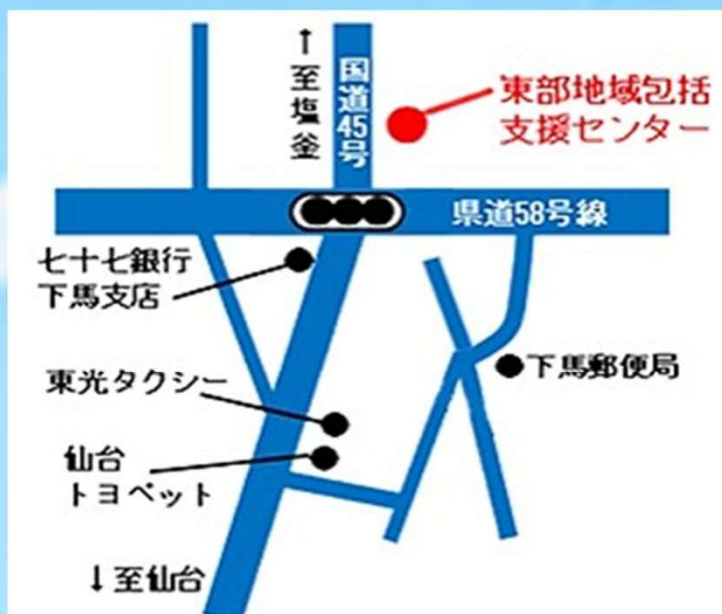 ↑至塩釜
国道45号
東部地域包括
支援センター
県道58号線
七十七銀行
下馬支店
下馬郵便局
東光タクシー
仙台
トヨペット
↓至仙台